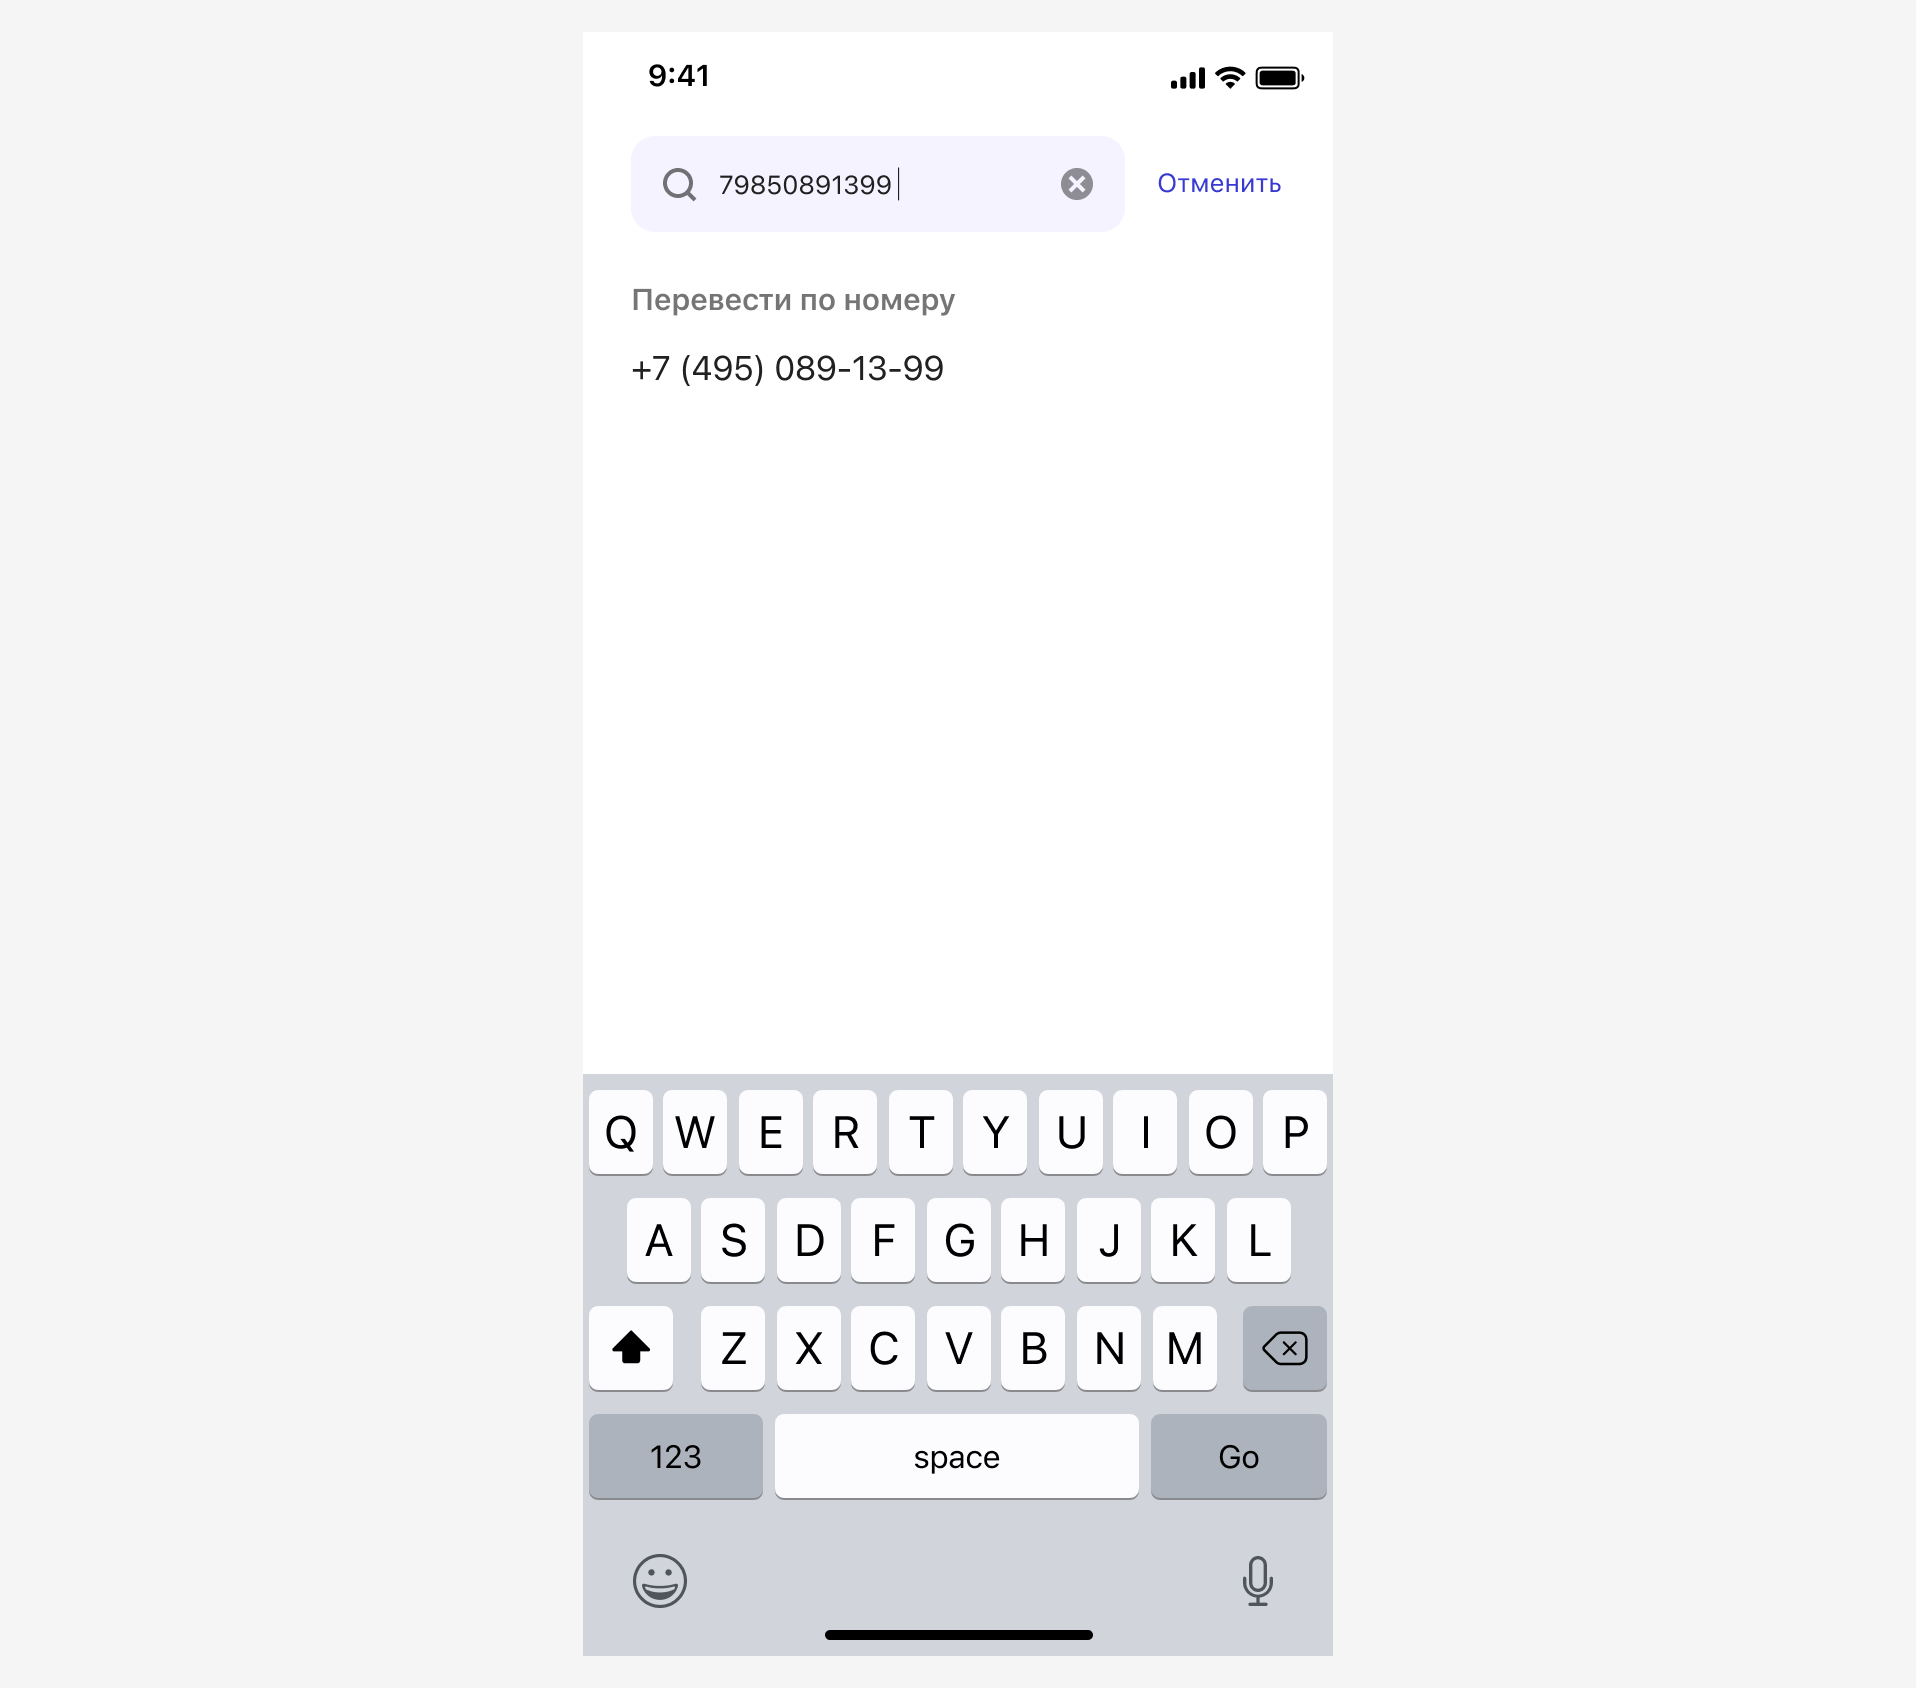 9:41
79850891399
Отменить
Перевести по номеру
+7 (495) 089-13-99
Q W E R T Y U I O P
A S D F G H J K L
Z X C V B N M
123 space Go